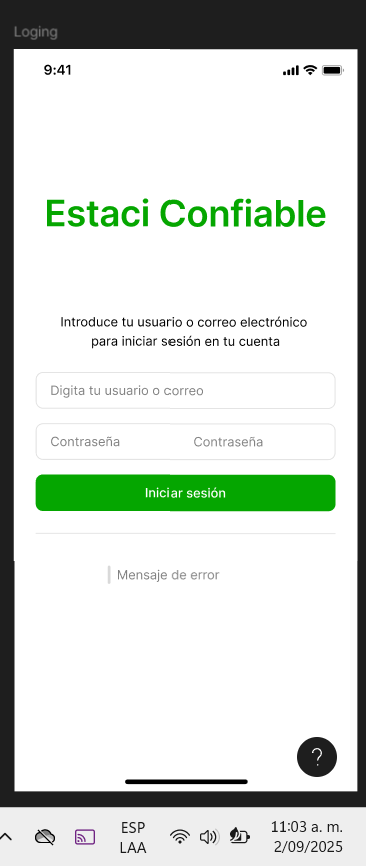 Loging
9:41
Estaci Confiable
Introduce tu usuario o correo electrónico
para iniciar sesión en tu cuenta
Digita tu usuario o correo
Contraseña Contraseña
Iniciar sesión
Mensaje de error
?
ESP 11:03 a. m.
LAA 2/09/2025